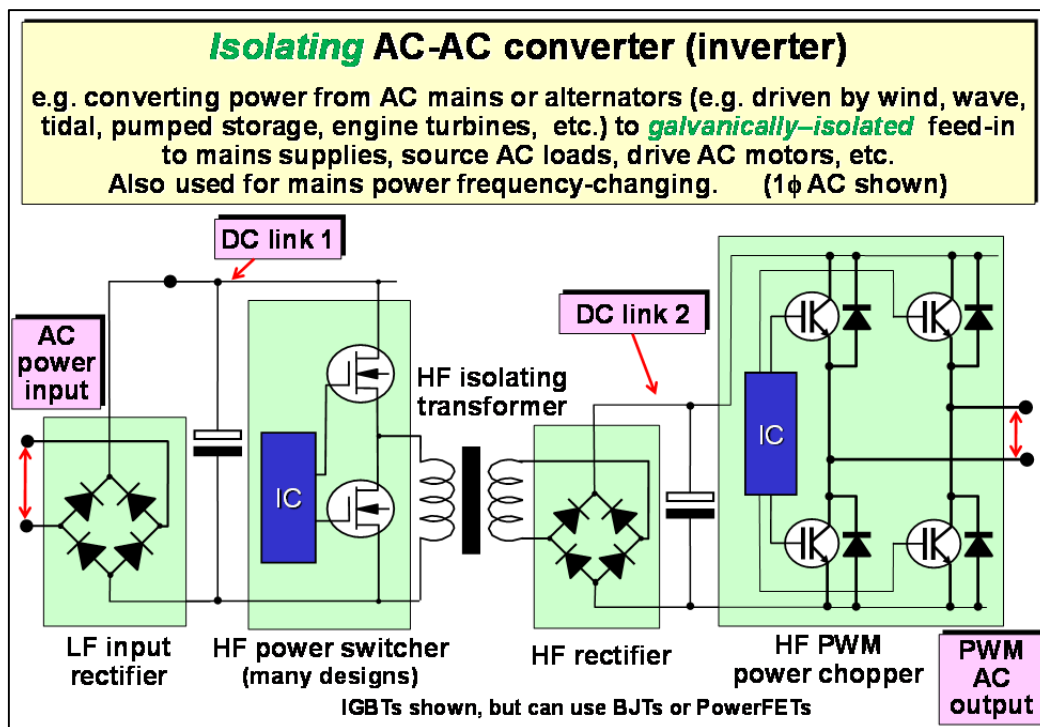 Isolating AC-AC converter (inverter)
e.g. converting power from AC mains or alternators (e.g. driven by wind, wave,
tidal, pumped storage, engine turbines, etc.) to galvanically–isolated feed-in
to mains supplies, source AC loads, drive AC motors, etc.
Also used for mains power frequency-changing. (1ϕ AC shown)
DC link 1
DC link 2
AC
power
input
HF isolating
transformer
IC
IC
LF input
rectifier
HF power switcher
(many designs)
HF rectifier
HF PWM
power chopper
PWM
AC
output
IGBTs shown, but can use BJTs or PowerFETs